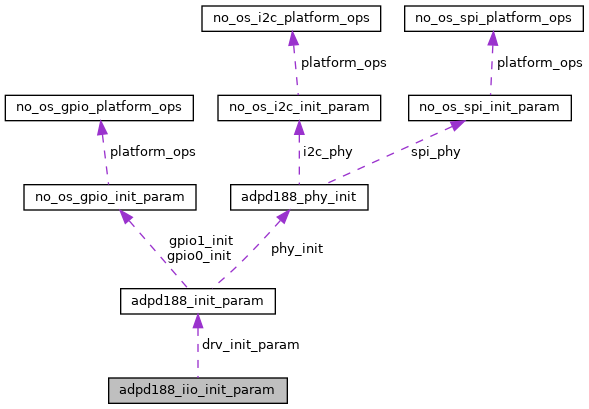 no_os_i2c_platform_ops
no_os_spi_platform_ops
platform_ops
platform_ops
no_os_gpio_platform_ops
no_os_i2c_init_param
no_os_spi_init_param
platform_ops
i2c_phy
spi_phy
no_os_gpio_init_param
adpd188_phy_init
gpio1_init
gpio0_init
phy_init
adpd188_init_param
drv_init_param
adpd188_iio_init_param